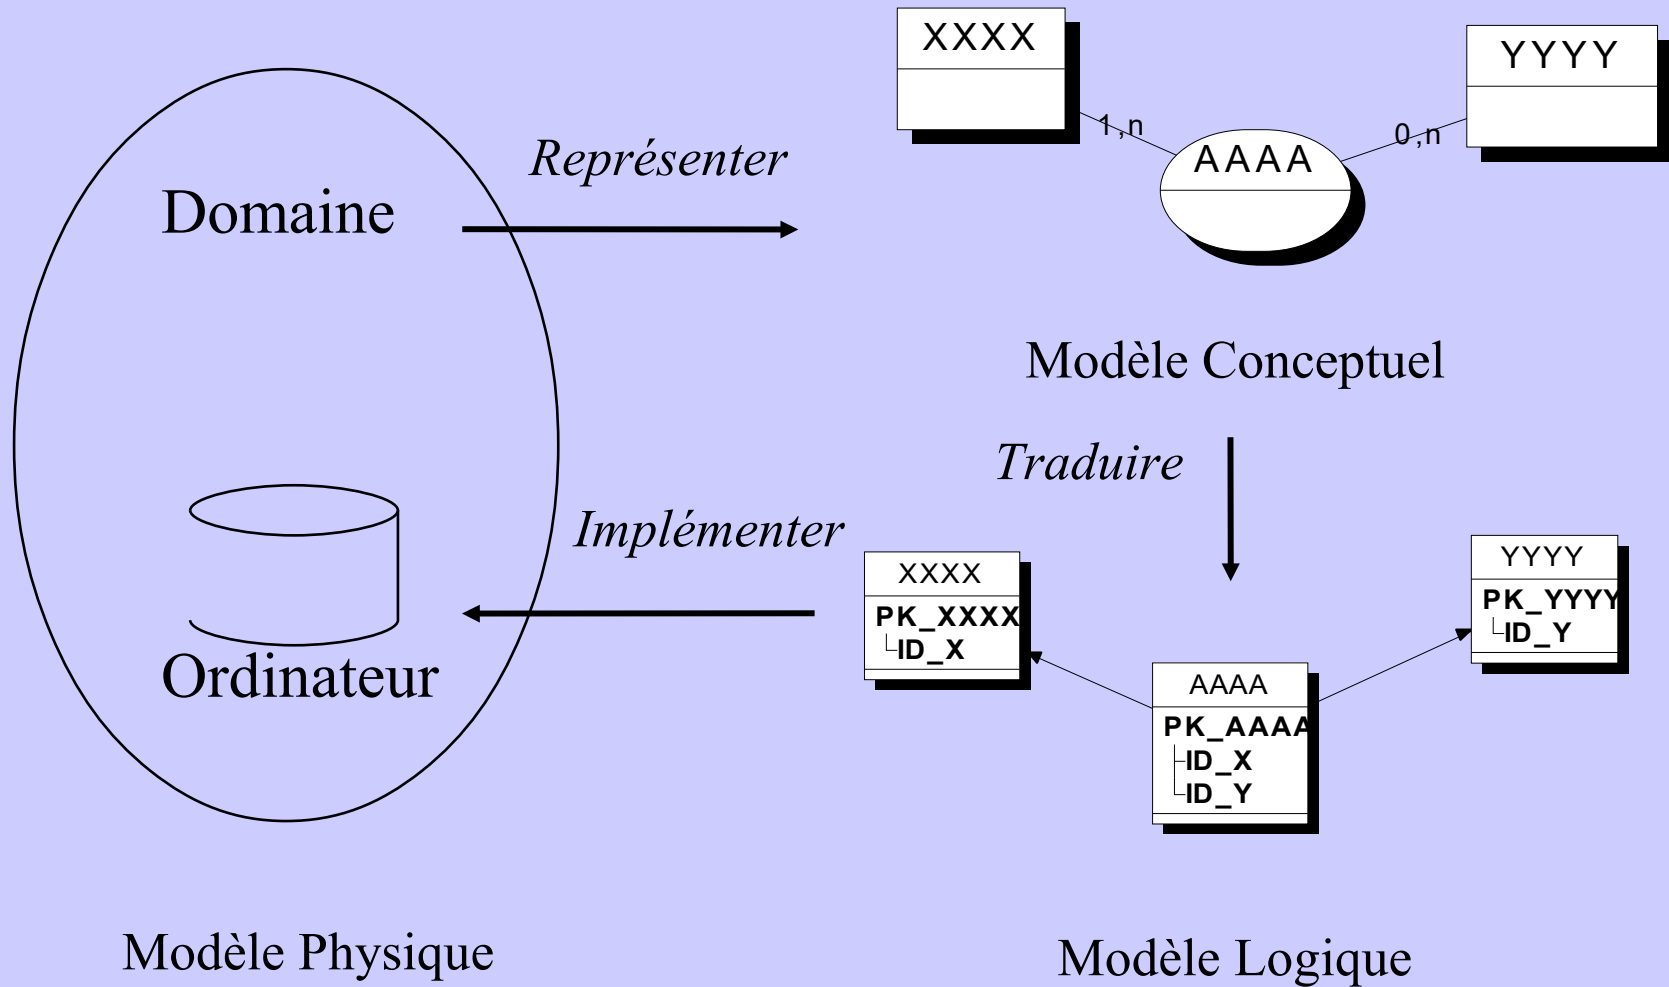 XXXX
YYYY
1,n
0,n
AAAA
Représenter
Domaine
Modèle Conceptuel
Traduire
Implémenter
XXXX
PK_XXXX
ID_X
YYYY
PK_YYYY
ID_Y
AAAA
PK_AAAA
ID_X
ID_Y
Ordinateur
Modèle Physique
Modèle Logique